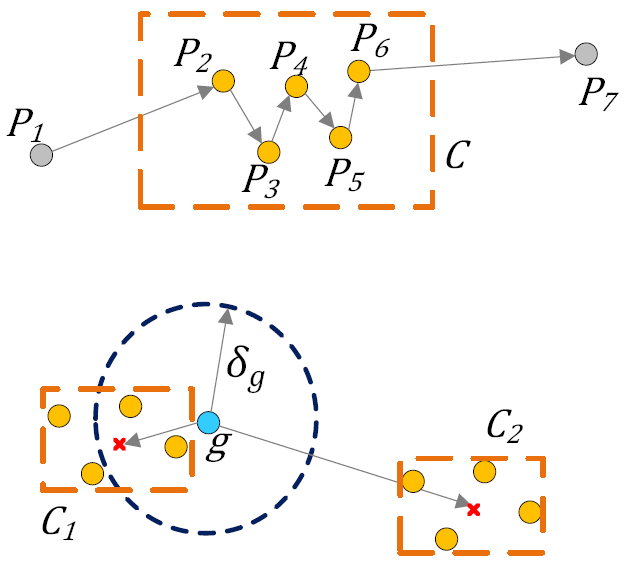 P₁
P₂
P₃
P₄
P₅
P₆
P₇
C
δg
g
C₁
C₂